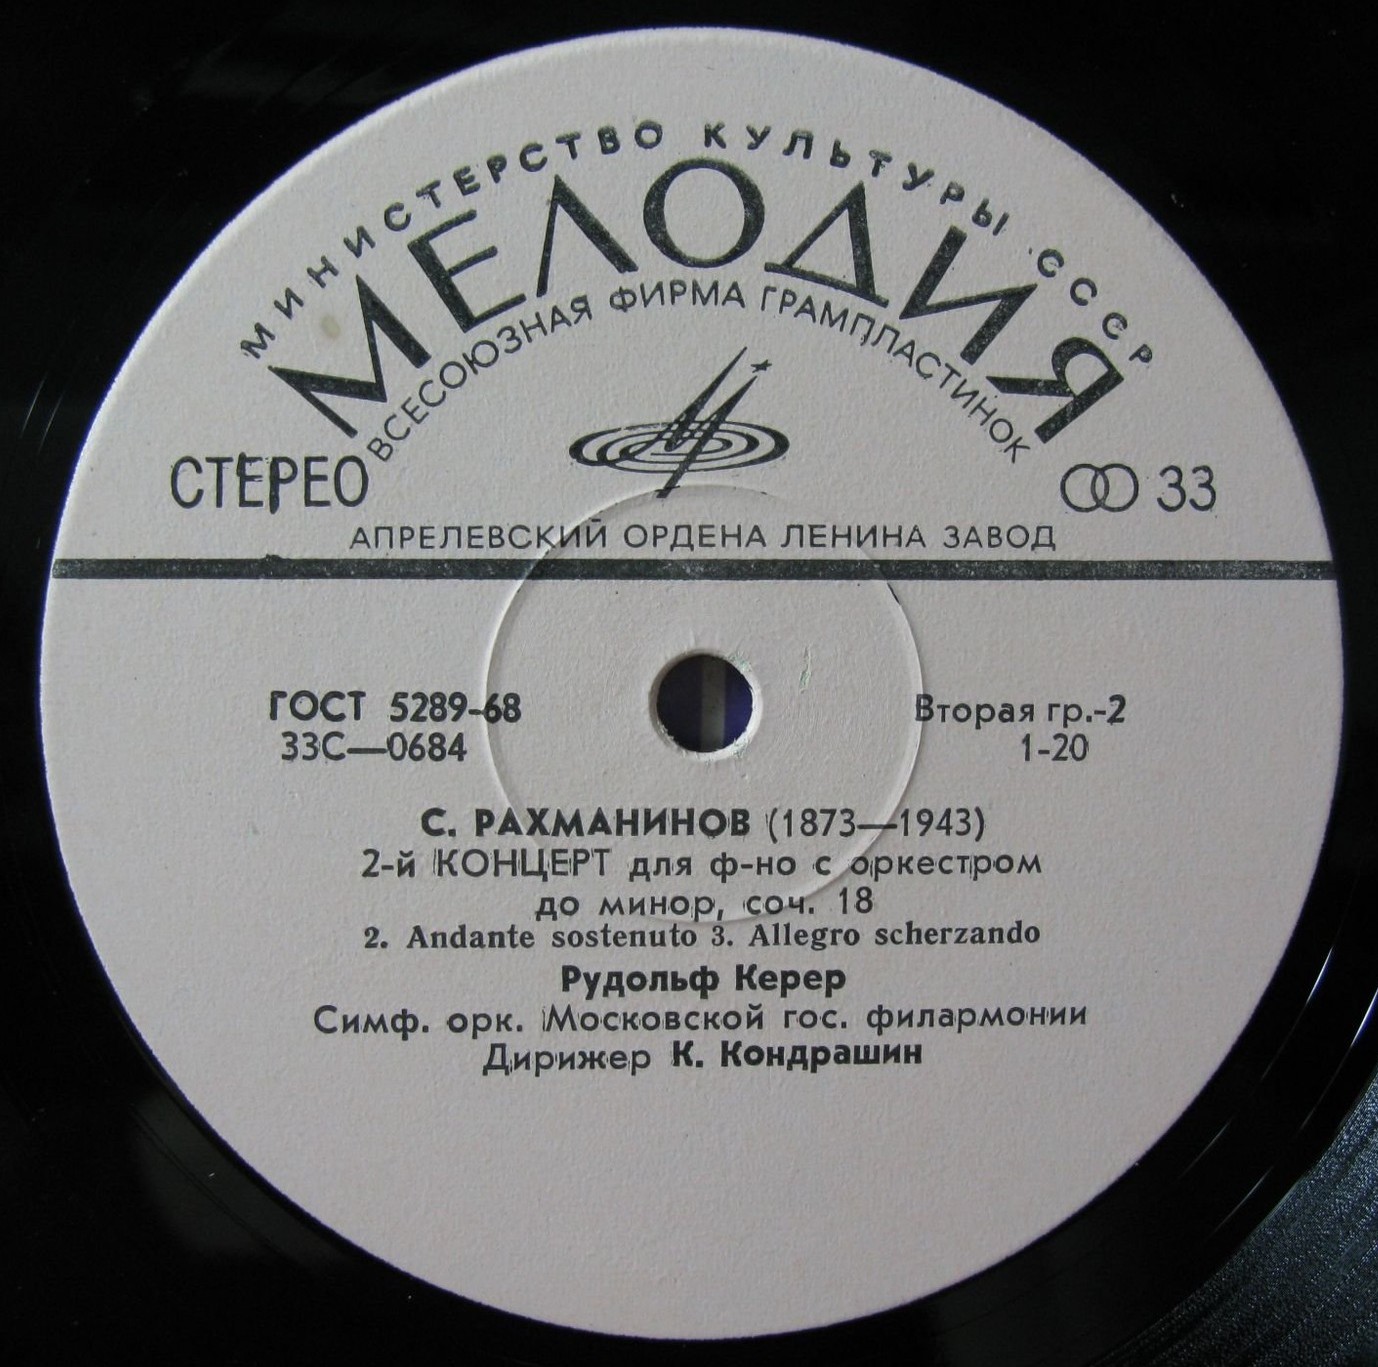 МИНИСТЕРСТВО КУЛЬТУРЫ СССР
МЕЛОДИЯ
ВСЕСОЮЗНАЯ ФИРМА ГРАМПЛАСТИНОК
СТЕРЕО
33
АПРЕЛЕВСКИЙ ОРДЕНА ЛЕНИНА ЗАВОД
ГОСТ 5289-68
Вторая гр.-2
33С—0684
1-20
С. РАХМАНИНОВ (1873—1943)
2-й КОНЦЕРТ для ф-но с оркестром
до минор, соч. 18
2. Andante sostenuto 3. Allegro scherzando
Рудольф Керер
Симф. орк. Московской гос. филармонии
Дирижер К. Кондрашин